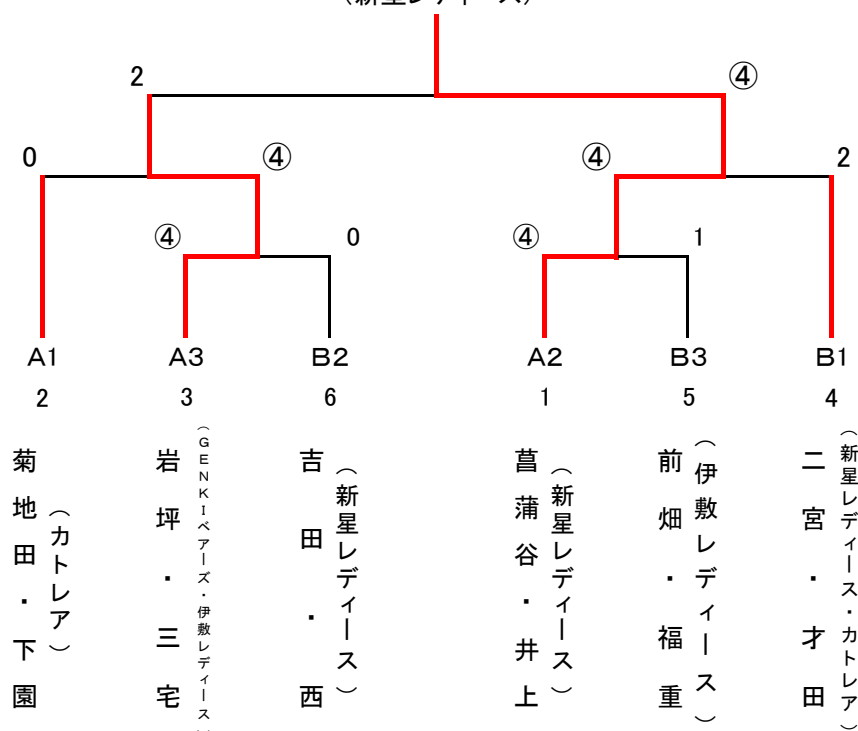 (新星レディース)
2
④
0
④
④
2
④
0
④
1
A1
A3
B2
A2
B3
B1
2
3
6
1
5
4
菊地田・下園
(カトレア)
岩坪・三宅
(GENKIベアーズ・伊敷レディース)
吉田・西
(新星レディース)
菖蒲谷・井上
(新星レディース)
前畑・福重
(伊敷レディース)
二宮・才田
(新星レディース・カトレア)